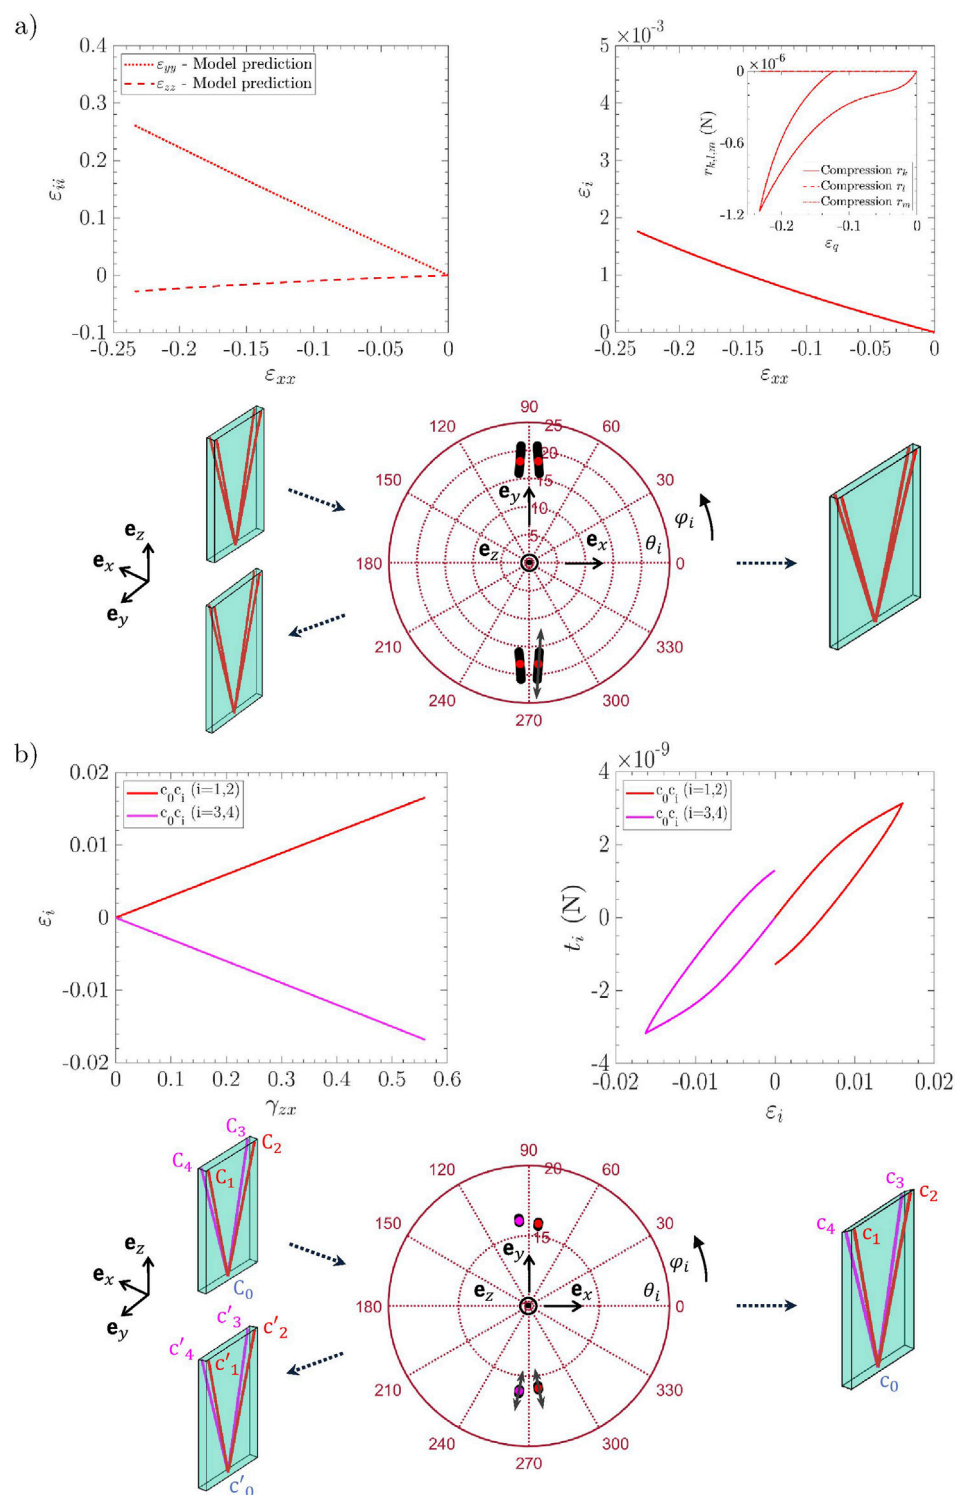 a)
0.4
0.3
0.2
0.1
0
-0.1
ε_ii
ε_yy - Model prediction
ε_zz - Model prediction
-0.25 -0.2 -0.15 -0.1 -0.05 0
ε_xx
×10^-3
5
4
3
2
1
0
ε_i
×10^-6
0
-0.6
-1.2
r_k,l,m (N)
Compression r_k
Compression r_l
Compression r_m
-0.2 -0.1 0
ε_q
-0.25 -0.2 -0.15 -0.1 -0.05 0
ε_xx
e_z
e_x
e_y
90
120 60
150 30
180 0
210 330
240 300
270
25
20
15
10
5
e_y
e_z
e_x
θ_i
φ_i
b)
0.02
0.01
0
-0.01
-0.02
ε_i
c_0c_i (i=1,2)
c_0c_i (i=3,4)
0 0.1 0.2 0.3 0.4 0.5 0.6
γ_zx
×10^-9
4
2
0
-2
-4
t_i (N)
c_0c_i (i=1,2)
c_0c_i (i=3,4)
-0.02 -0.01 0 0.01 0.02
ε_i
C_3
C_2
C_4
C_1
C_0
e_z
e_x
e_y
c'_3
c'_2
c'_4
c'_1
c'_0
90
120 60
150 30
180 0
210 330
240 300
270
20
15
e_y
e_z
e_x
θ_i
φ_i
c_3
c_2
c_4
c_1
c_0